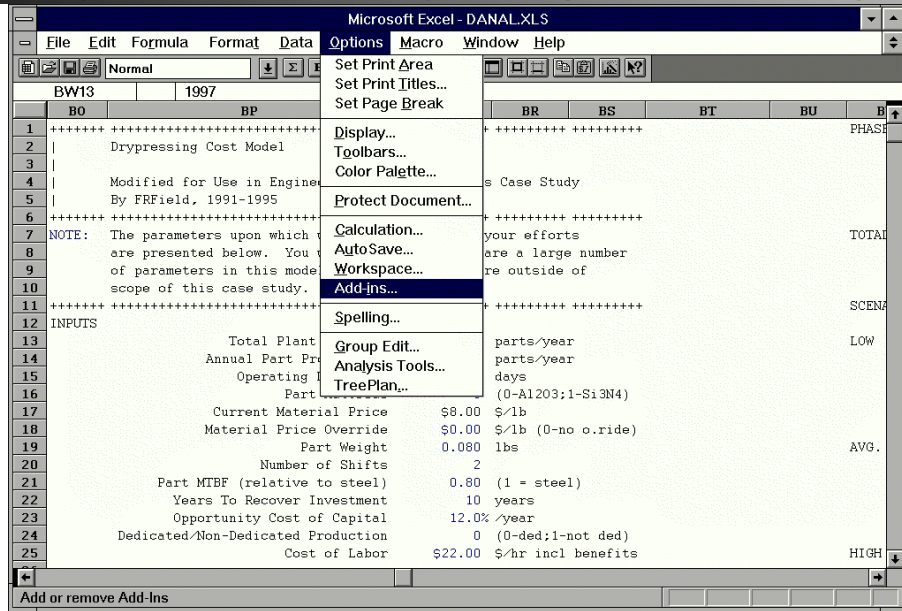 Microsoft Excel - DANAL.XLS
File Edit Formula Format Data Options Macro Window Help
Normal Σ
BW13 1997
BO BP BR BS BT BU B
Set Print Area
Set Print Titles...
Set Page Break
Display...
Toolbars...
Color Palette...
Protect Document...
Calculation...
AutoSave...
Workspace...
Add-ins...
Spelling...
Group Edit...
Analysis Tools...
TreePlan...
1 +++++++ ++++++++++++++++++++++++++ + +++++++++ +++++++++ PHASE
2 | Drypressing Cost Model
3 |
4 | Modified for Use in Enginee s Case Study
5 | By FRField, 1991-1995
6 +++++++ ++++++++++++++++++++++++++ + +++++++++ +++++++++
7 NOTE: The parameters upon which your efforts TOTAL
8 are presented below. You are a large number
9 of parameters in this model re outside of
10 scope of this case study.
11 +++++++ ++++++++++++++++++++++++++ + +++++++++ +++++++++ SCENA
12 INPUTS
13 Total Plant parts/year LOW
14 Annual Part Pro parts/year
15 Operating days
16 Part (0-Al2O3;1-Si3N4)
17 Current Material Price $8.00 $/lb
18 Material Price Override $0.00 $/lb (0-no o.ride)
19 Part Weight 0.080 lbs AVG.
20 Number of Shifts 2
21 Part MTBF (relative to steel) 0.80 (1 = steel)
22 Years To Recover Investment 10 years
23 Opportunity Cost of Capital 12.0% /year
24 Dedicated/Non-Dedicated Production 0 (0-ded;1-not ded)
25 Cost of Labor $22.00 $/hr incl benefits HIGH
Add or remove Add-Ins